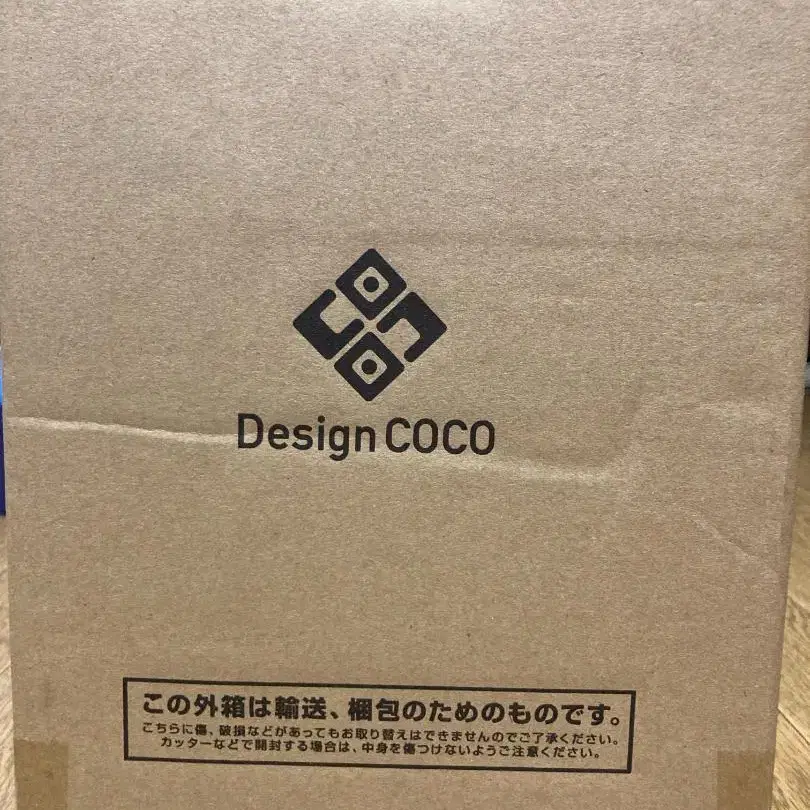 Design COCO
この外箱は輸送、梱包のためのものです。
こちらに傷、破損などがあってもお取り替えはできませんのでご了承ください。
カッターなどで開封する場合は、中身を傷つけないようご注意ください。